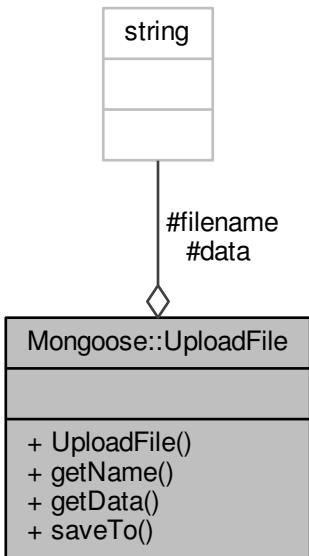 string
#filename
#data
Mongoose::UploadFile
+ UploadFile()
+ getName()
+ getData()
+ saveTo()